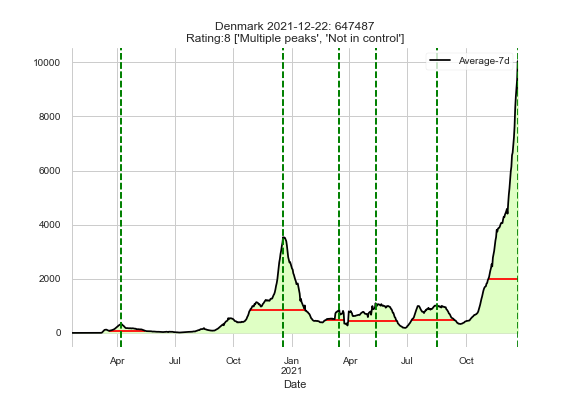 Denmark 2021-12-22: 647487
Rating:8 ['Multiple peaks', 'Not in control']
Average-7d
10000
8000
6000
4000
2000
0
Apr Jul Oct Jan Apr Jul Oct
2021
Date